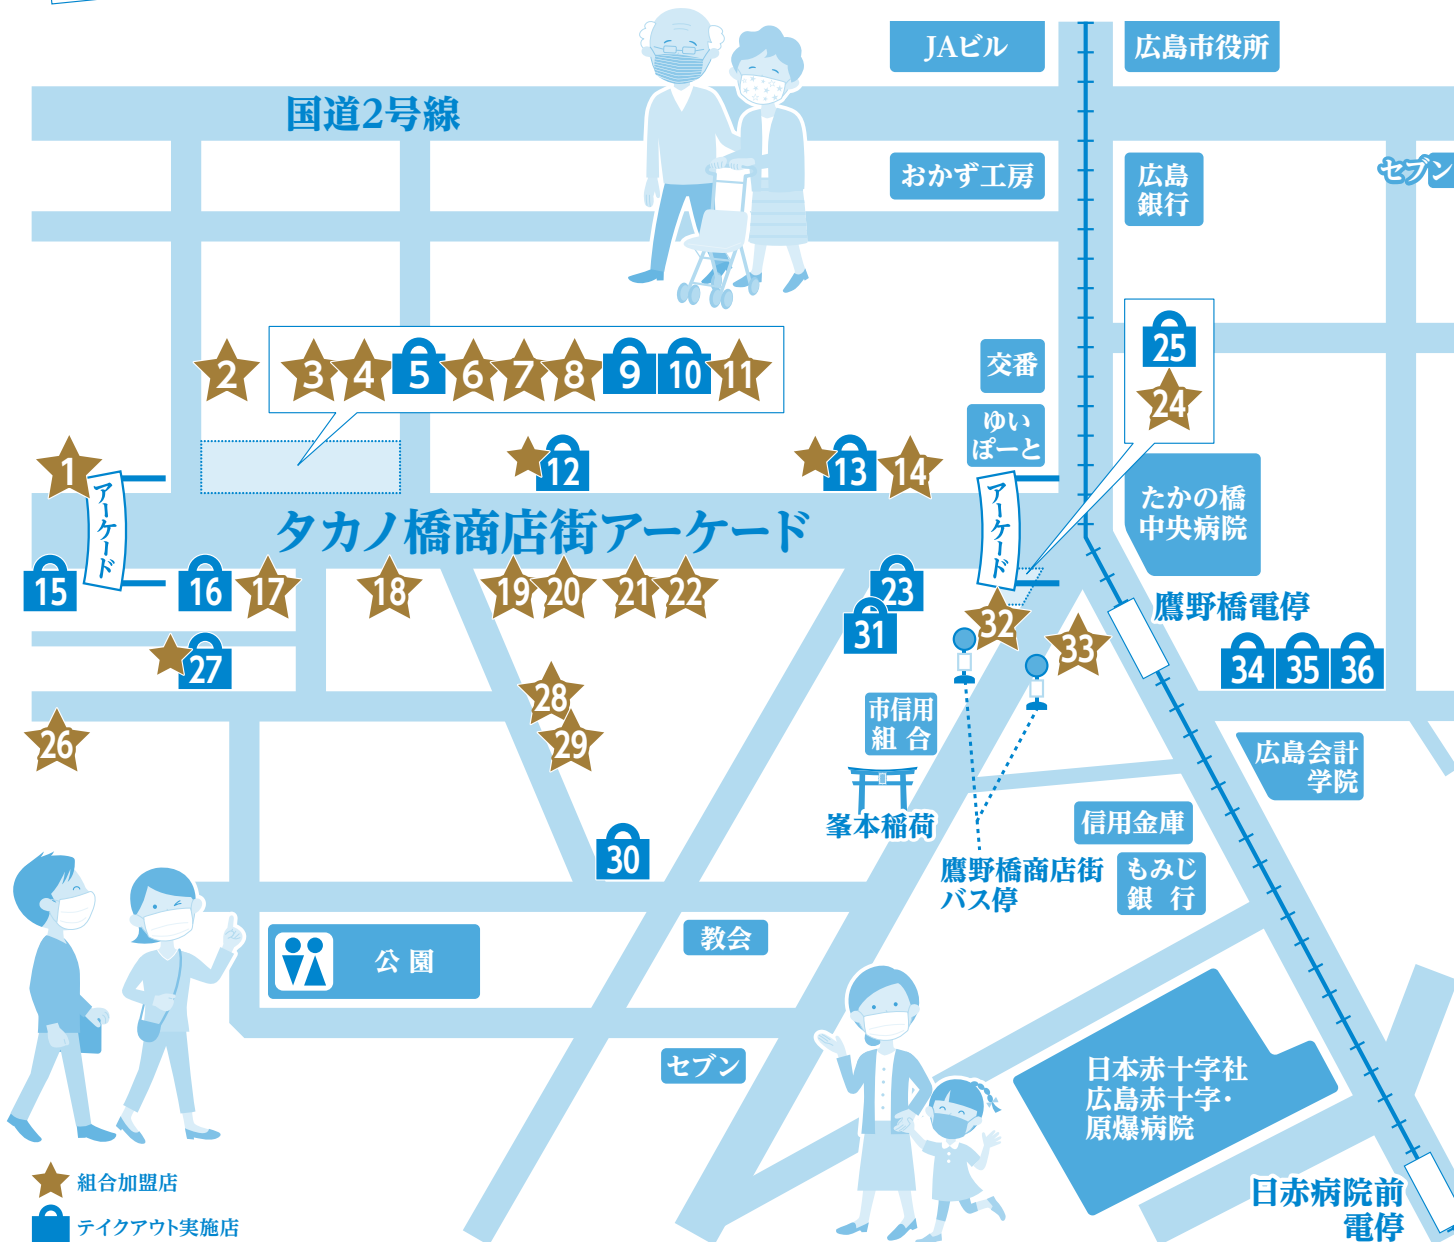 JAビル
広島市役所
国道2号線
おかず工房
広島
銀行
セブン
2
3
4
5
6
7
8
9
10
11
25
24
交番
ゆい
ぽーと
1
12
13
14
アーケード
タカノ橋商店街アーケード
アーケード
たかの橋
中央病院
15
16
17
18
19
20
21
22
23
31
32
33
鷹野橋電停
34
35
36
27
26
28
29
市信用
組合
峯本稲荷
広島会計
学院
信用金庫
鷹野橋商店街
バス停
もみじ
銀行
30
公園
教会
セブン
日本赤十字社
広島赤十字・
原爆病院
日赤病院前
電停
組合加盟店
テイクアウト実施店